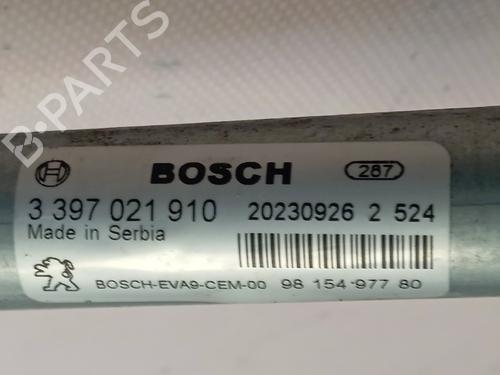 B-PARTS
BOSCH 287
3 397 021 910 20230926 2 524
Made in Serbia
BOSCH-EVA9-CEM-00 98 154 977 80